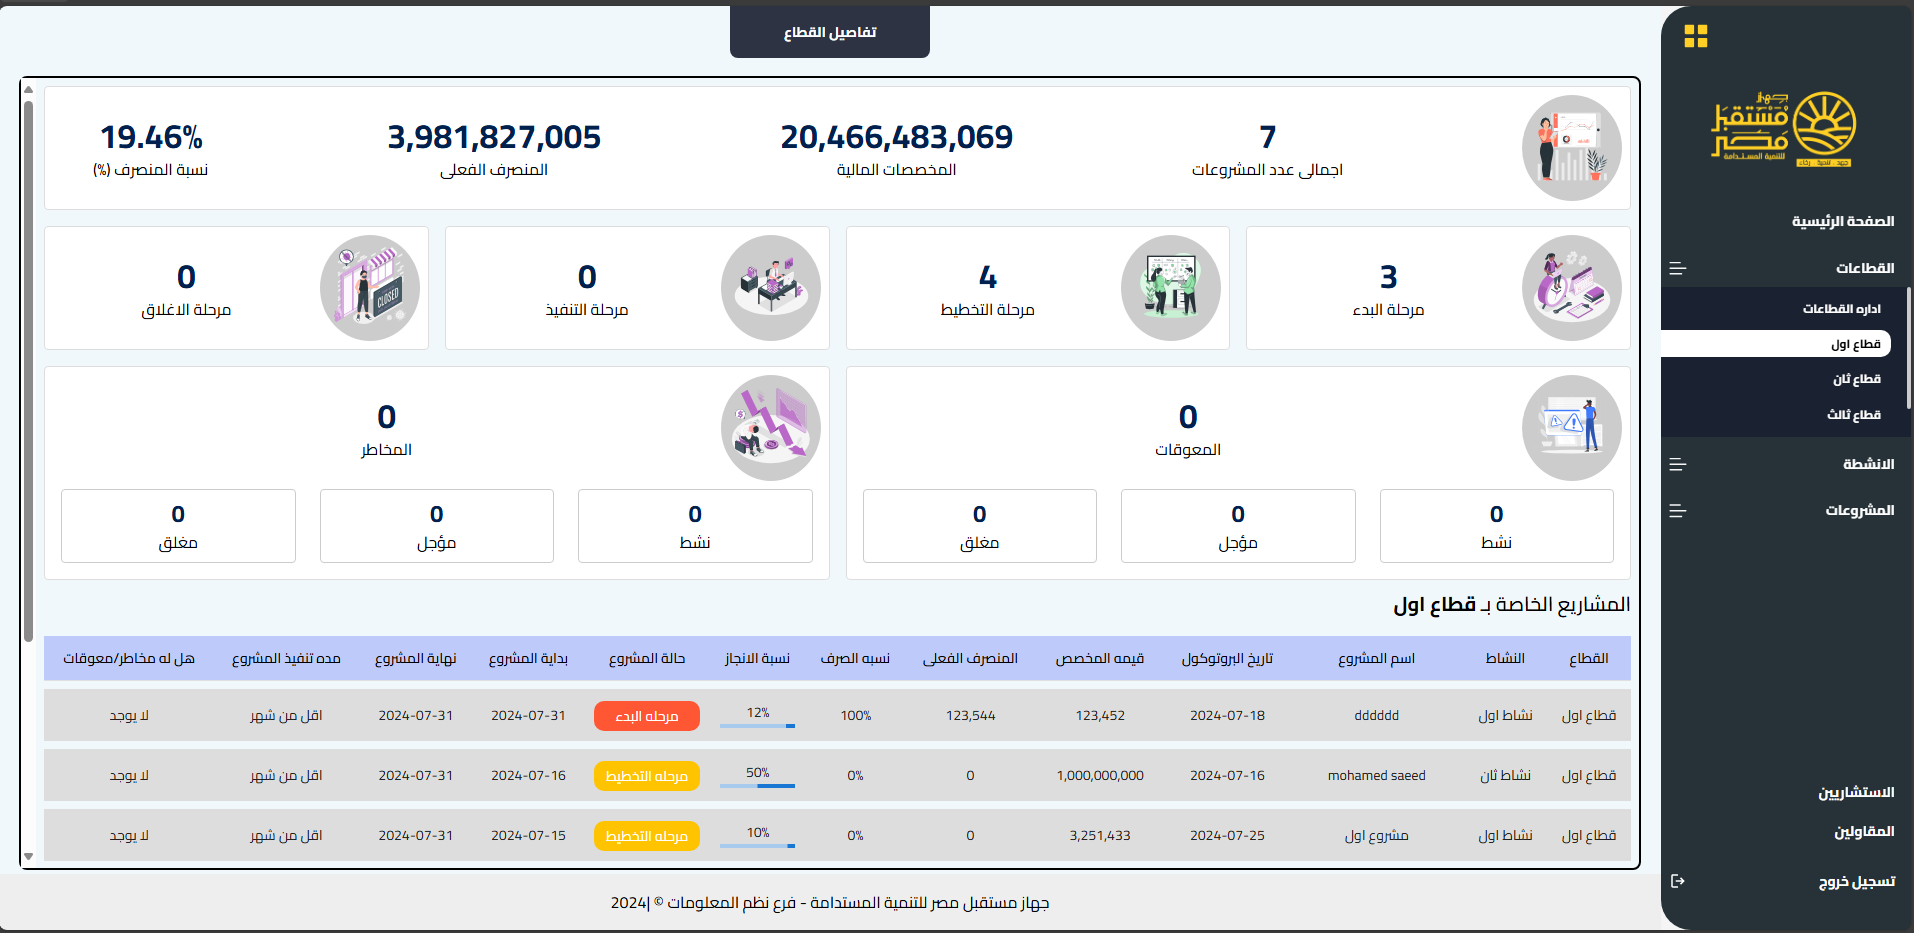 تفاصيل القطاع
جهاز
مستقبل
مصر
للتنمية المستدامة
جهد - تنمية - رخاء
الصفحة الرئيسية
القطاعات
اداره القطاعات
قطاع اول
قطاع ثان
قطاع ثالث
الانشطة
المشروعات
الاستشاريين
المقاولين
تسجيل خروج
7
اجمالى عدد المشروعات
20,466,483,069
المخصصات المالية
3,981,827,005
المنصرف الفعلى
19.46%
نسبة المنصرف (%)
3
مرحلة البدء
4
مرحلة التخطيط
0
مرحلة التنفيذ
0
مرحلة الاغلاق
CLOSED
0
المعوقات
0
نشط
0
مؤجل
0
مغلق
0
المخاطر
0
نشط
0
مؤجل
0
مغلق
المشاريع الخاصة بـ قطاع اول
القطاع النشاط اسم المشروع تاريخ البروتوكول قيمه المخصص المنصرف الفعلى نسبه الصرف نسبة الانجاز حالة المشروع بداية المشروع نهاية المشروع مده تنفيذ المشروع هل له مخاطر/معوقات
قطاع اول نشاط اول dddddd 2024-07-18 123,452 123,544 100% 12% مرحله البدء 2024-07-31 2024-07-31 اقل من شهر لا يوجد
قطاع اول نشاط ثان mohamed saeed 2024-07-16 1,000,000,000 0 0% 50% مرحله التخطيط 2024-07-16 2024-07-31 اقل من شهر لا يوجد
قطاع اول نشاط اول مشروع اول 2024-07-25 3,251,433 0 0% 10% مرحله التخطيط 2024-07-15 2024-07-31 اقل من شهر لا يوجد
جهاز مستقبل مصر للتنمية المستدامة - فرع نظم المعلومات © |2024